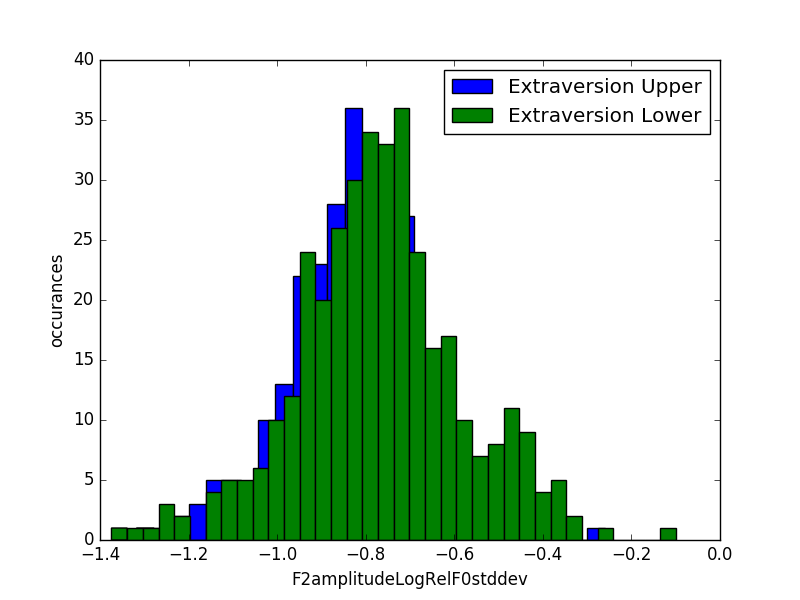 40
35
30
25
20
15
10
5
0
Extraversion Upper
Extraversion Lower
occurances
−1.4 −1.2 −1.0 −0.8 −0.6 −0.4 −0.2 0.0
F2amplitudeLogRelF0stddev